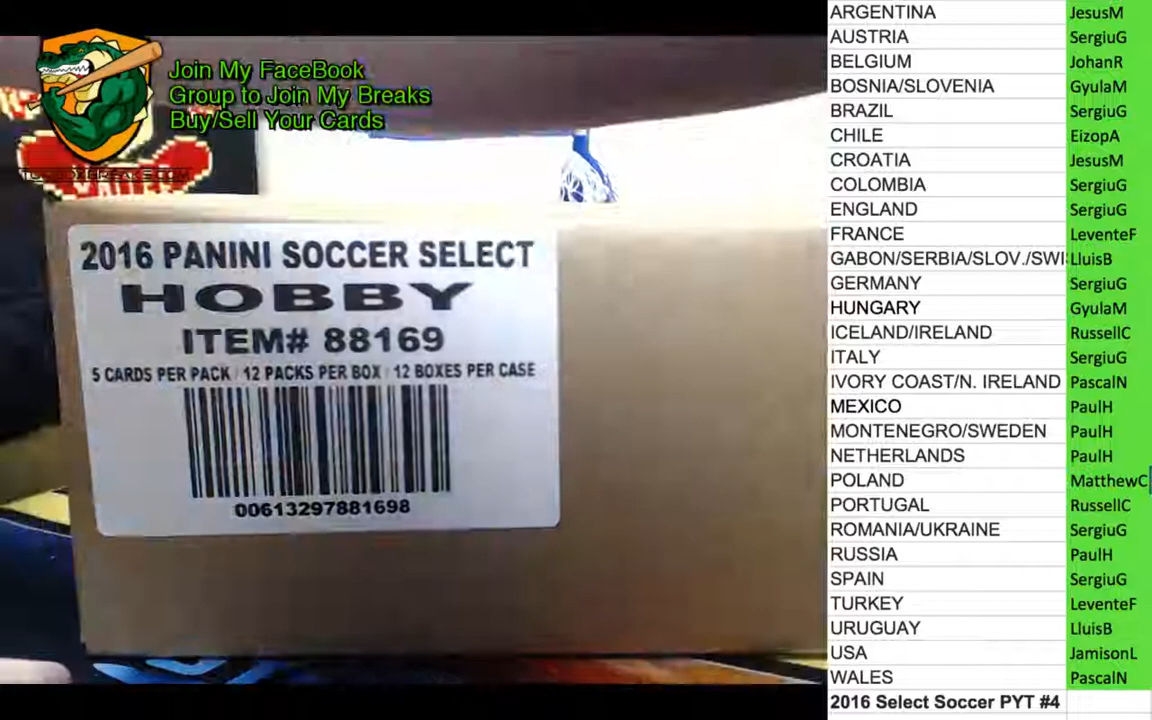 Join My FaceBook
Group to Join My Breaks
Buy/Sell Your Cards
2016 PANINI SOCCER SELECT
HOBBY
ITEM# 88169
5 CARDS PER PACK / 12 PACKS PER BOX / 12 BOXES PER CASE
00613297881698
ARGENTINA JesusM
AUSTRIA SergiuG
BELGIUM JohanR
BOSNIA/SLOVENIA GyulaM
BRAZIL SergiuG
CHILE EizopA
CROATIA JesusM
COLOMBIA SergiuG
ENGLAND SergiuG
FRANCE LeventeF
GABON/SERBIA/SLOV./SWI LluisB
GERMANY SergiuG
HUNGARY GyulaM
ICELAND/IRELAND RussellC
ITALY SergiuG
IVORY COAST/N. IRELAND PascalN
MEXICO PaulH
MONTENEGRO/SWEDEN PaulH
NETHERLANDS PaulH
POLAND MatthewC
PORTUGAL RussellC
ROMANIA/UKRAINE SergiuG
RUSSIA PaulH
SPAIN SergiuG
TURKEY LeventeF
URUGUAY LluisB
USA JamisonL
WALES PascalN
2016 Select Soccer PYT #4